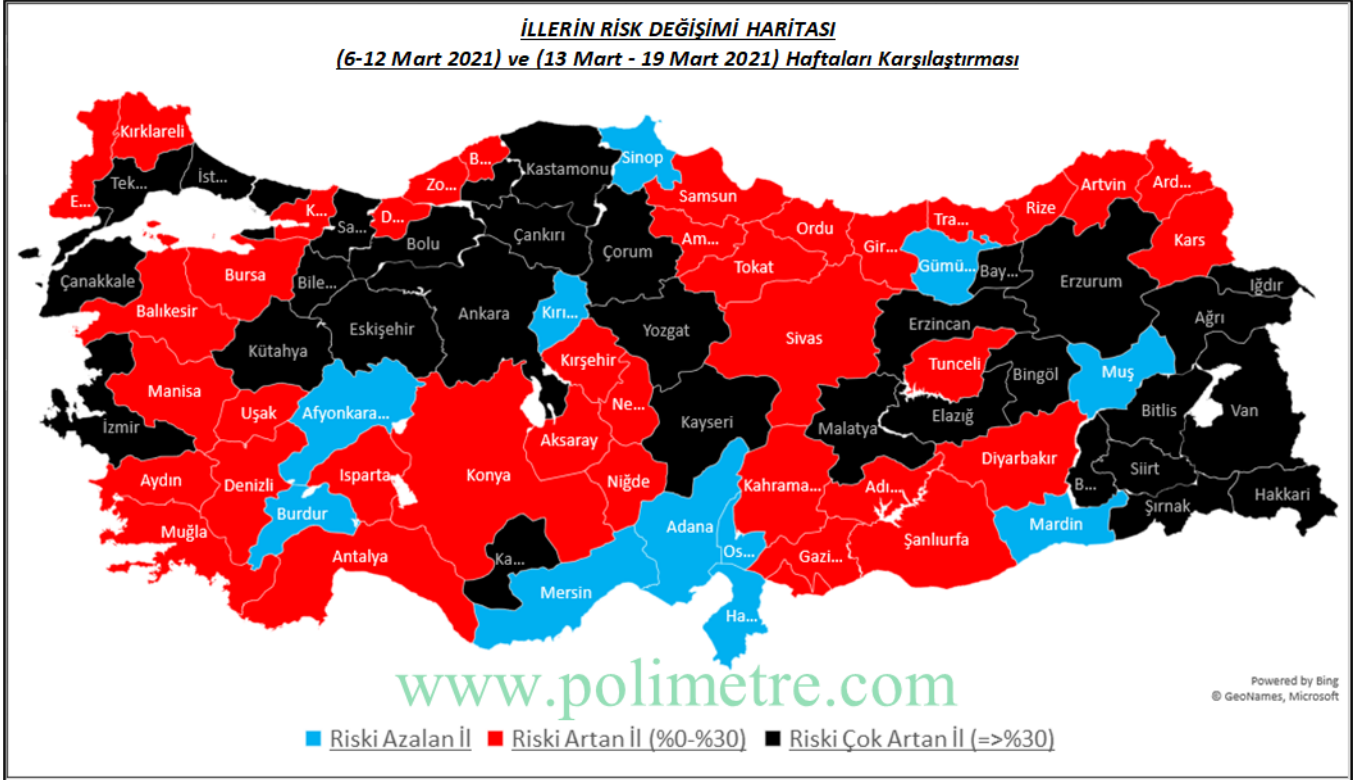 İLLERİN RİSK DEĞİŞİMİ HARİTASI
(6-12 Mart 2021) ve (13 Mart - 19 Mart 2021) Haftaları Karşılaştırması
Kırklareli
Tek...
İst...
E...
K...
Sa...
D...
Zo...
B...
Kastamonu
Sinop
Samsun
Bolu
Çankırı
Çorum
Am...
Ordu
Tokat
Gir...
Tra...
Rize
Artvin
Ard...
Kars
Gümü...
Bay...
Erzurum
Iğdır
Ağrı
Çanakkale
Bursa
Bile...
Balıkesir
Eskişehir
Ankara
Kırı...
Yozgat
Sivas
Erzincan
Tunceli
Bingöl
Muş
Kütahya
Kırşehir
Manisa
Uşak
Afyonkara...
Ne...
Kayseri
Malatya
Elazığ
Bitlis
Van
İzmir
Aksaray
Aydın
Denizli
Isparta
Konya
Niğde
Kahrama...
Adı...
Diyarbakır
B...
Siirt
Şırnak
Hakkari
Burdur
Muğla
Antalya
Ka...
Mersin
Adana
Os...
Gazi...
Şanlıurfa
Mardin
Ha...
www.polimetre.com
Powered by Bing
© GeoNames, Microsoft
Riski Azalan İl Riski Artan İl (%0-%30) Riski Çok Artan İl (=>%30)